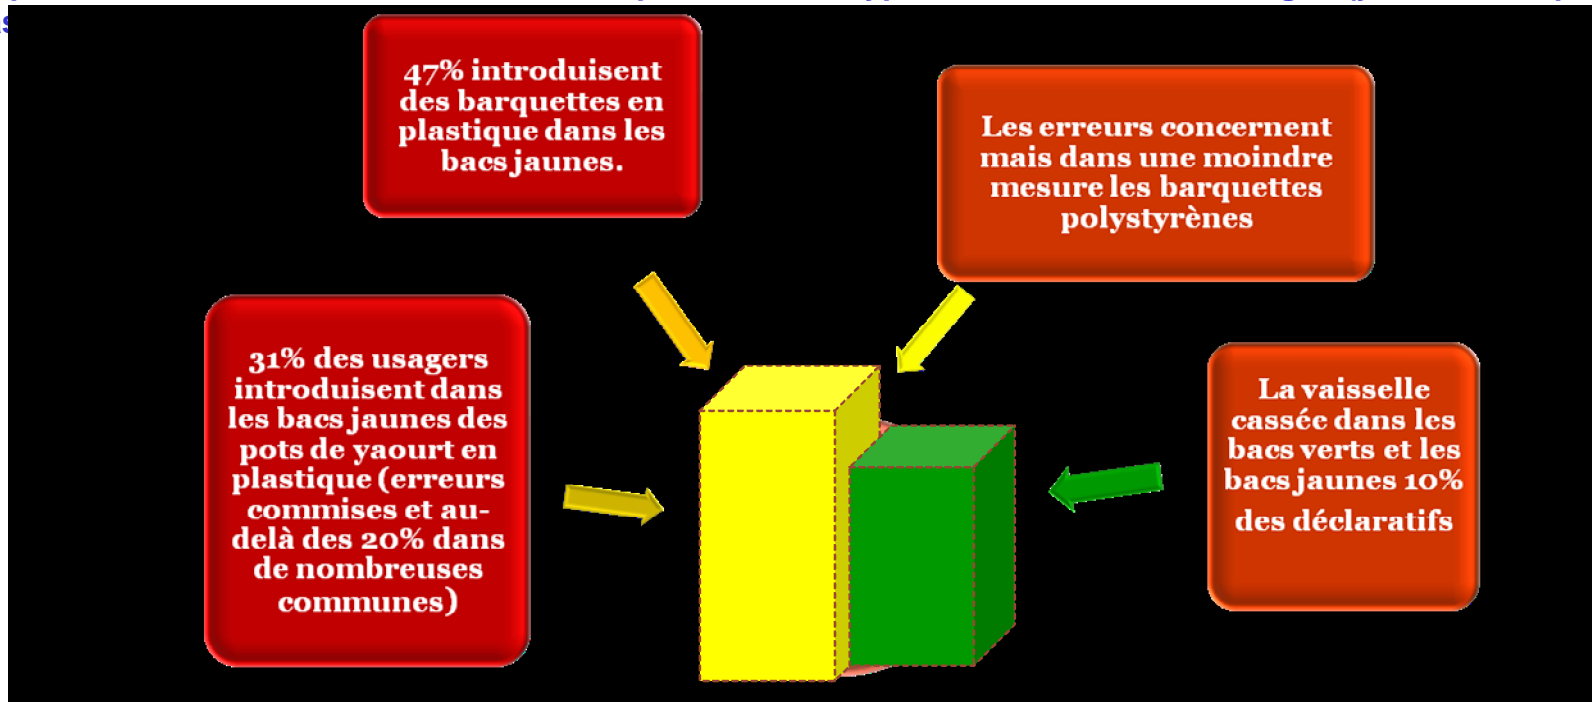 47% introduisent
des barquettes en
plastique dans les
bacs jaunes.
Les erreurs concernent
mais dans une moindre
mesure les barquettes
polystyrènes
31% des usagers
introduisent dans
les bacs jaunes des
pots de yaourt en
plastique (erreurs
commises et au-
delà des 20% dans
de nombreuses
communes)
La vaisselle
cassée dans les
bacs verts et les
bacs jaunes 10%
des déclaratifs